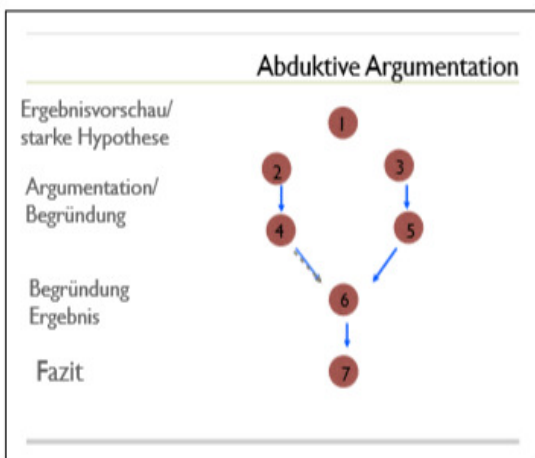 Abduktive Argumentation
Ergebnisvorschau/
starke Hypothese
1
2
3
Argumentation/
Begründung
4
5
Begründung
Ergebnis
6
Fazit
7